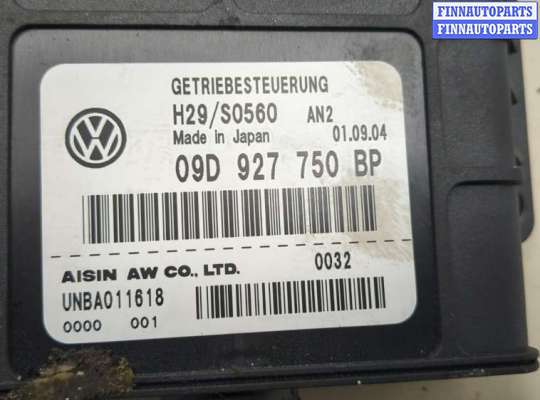 FINNAUTOPARTS
FINNAUTOPARTS
GETRIEBESTEUERUNG
H29/S0560 AN2
Made in Japan 01.09.04
09D 927 750 BP
AISIN AW CO., LTD. 0032
UNBA011618
0000 001